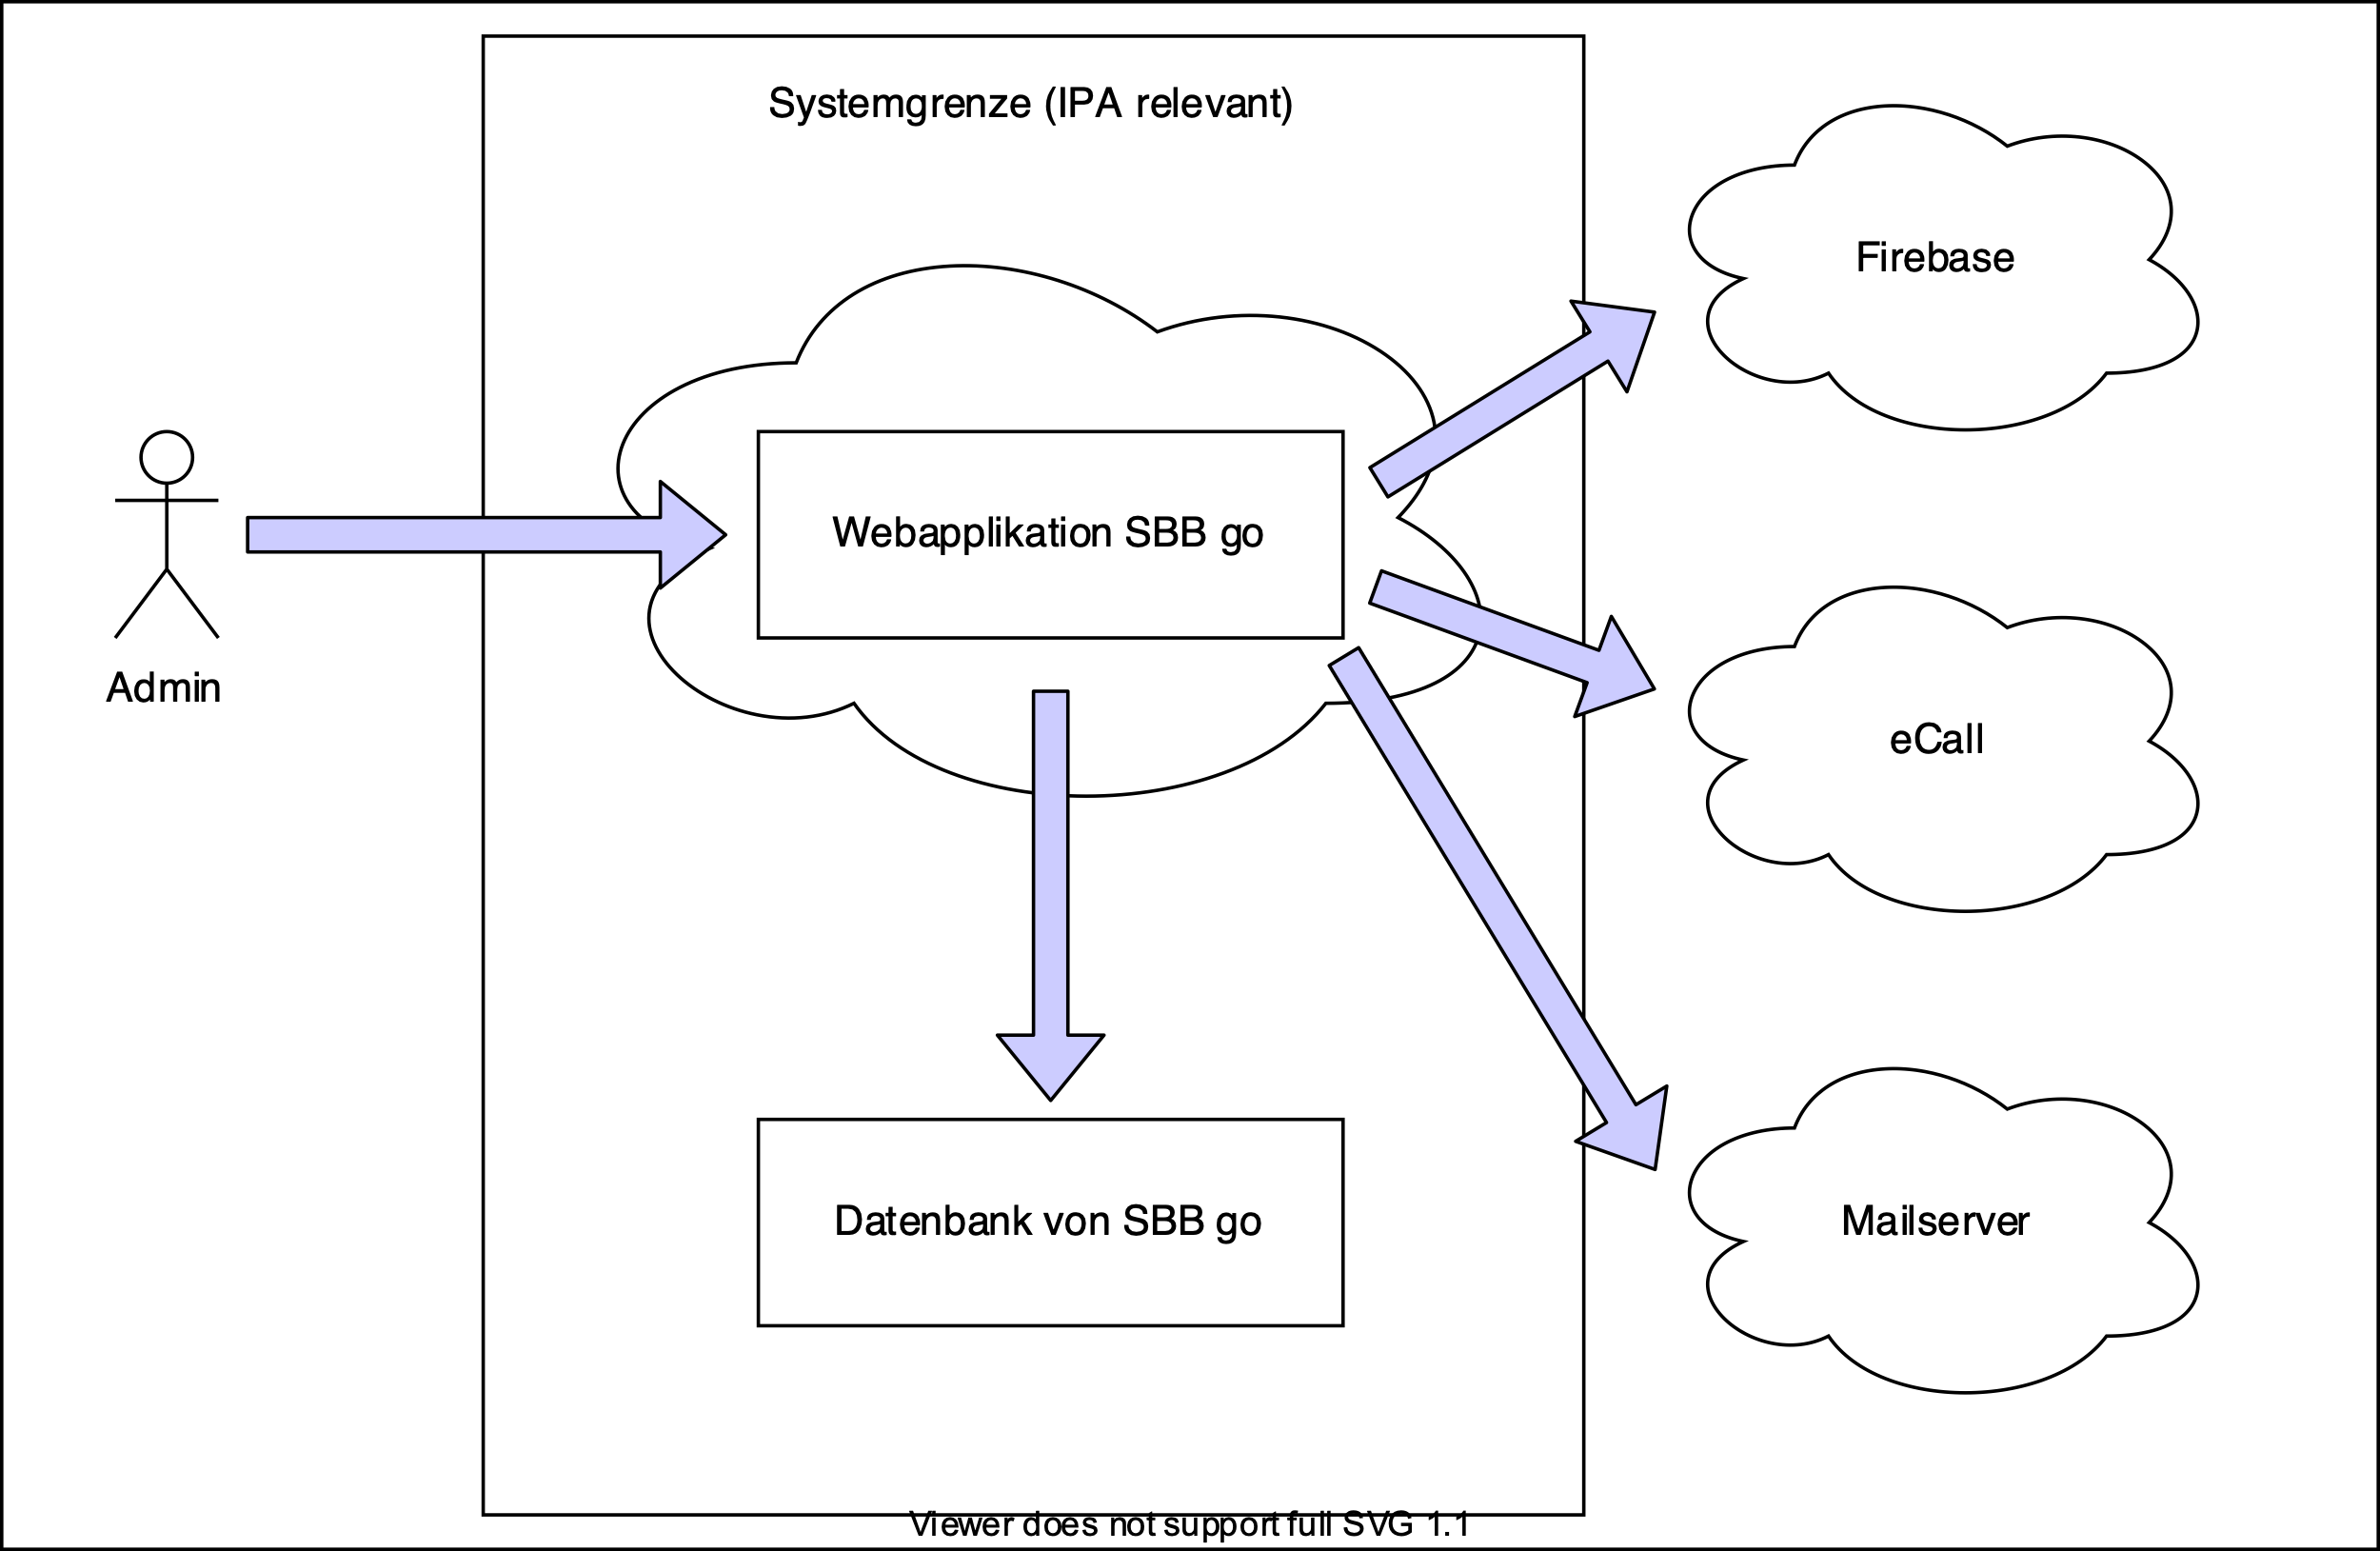 Systemgrenze (IPA relevant)
Firebase
Webapplikation SBB go
Admin
eCall
Datenbank von SBB go
Mailserver
Viewer does not support full SVG 1.1